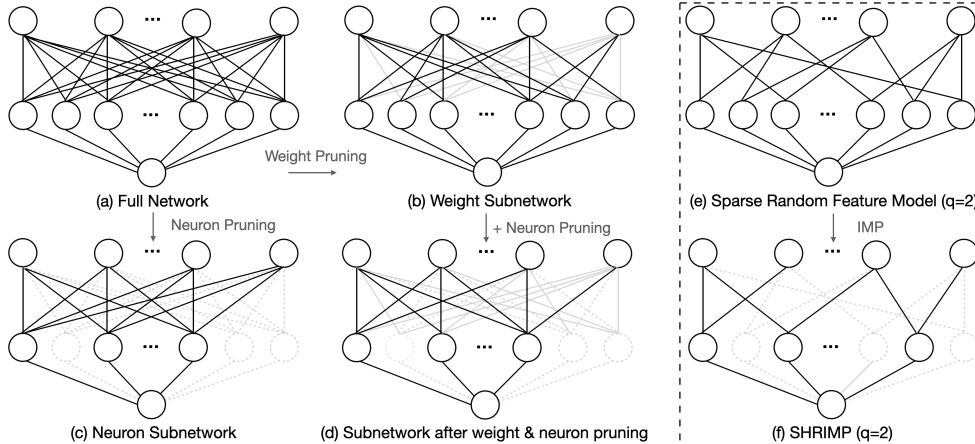 ...
...
...
...
...
...
Weight Pruning
(a) Full Network
(b) Weight Subnetwork
(e) Sparse Random Feature Model (q=2)
Neuron Pruning
+ Neuron Pruning
IMP
...
...
...
...
...
...
(c) Neuron Subnetwork
(d) Subnetwork after weight & neuron pruning
(f) SHRIMP (q=2)